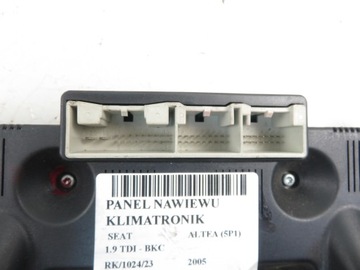 PANEL NAWIEWU
KLIMATRONIK
SEAT ALTEA (5P1)
1.9 TDI - BKC
RK/1024/23 2005